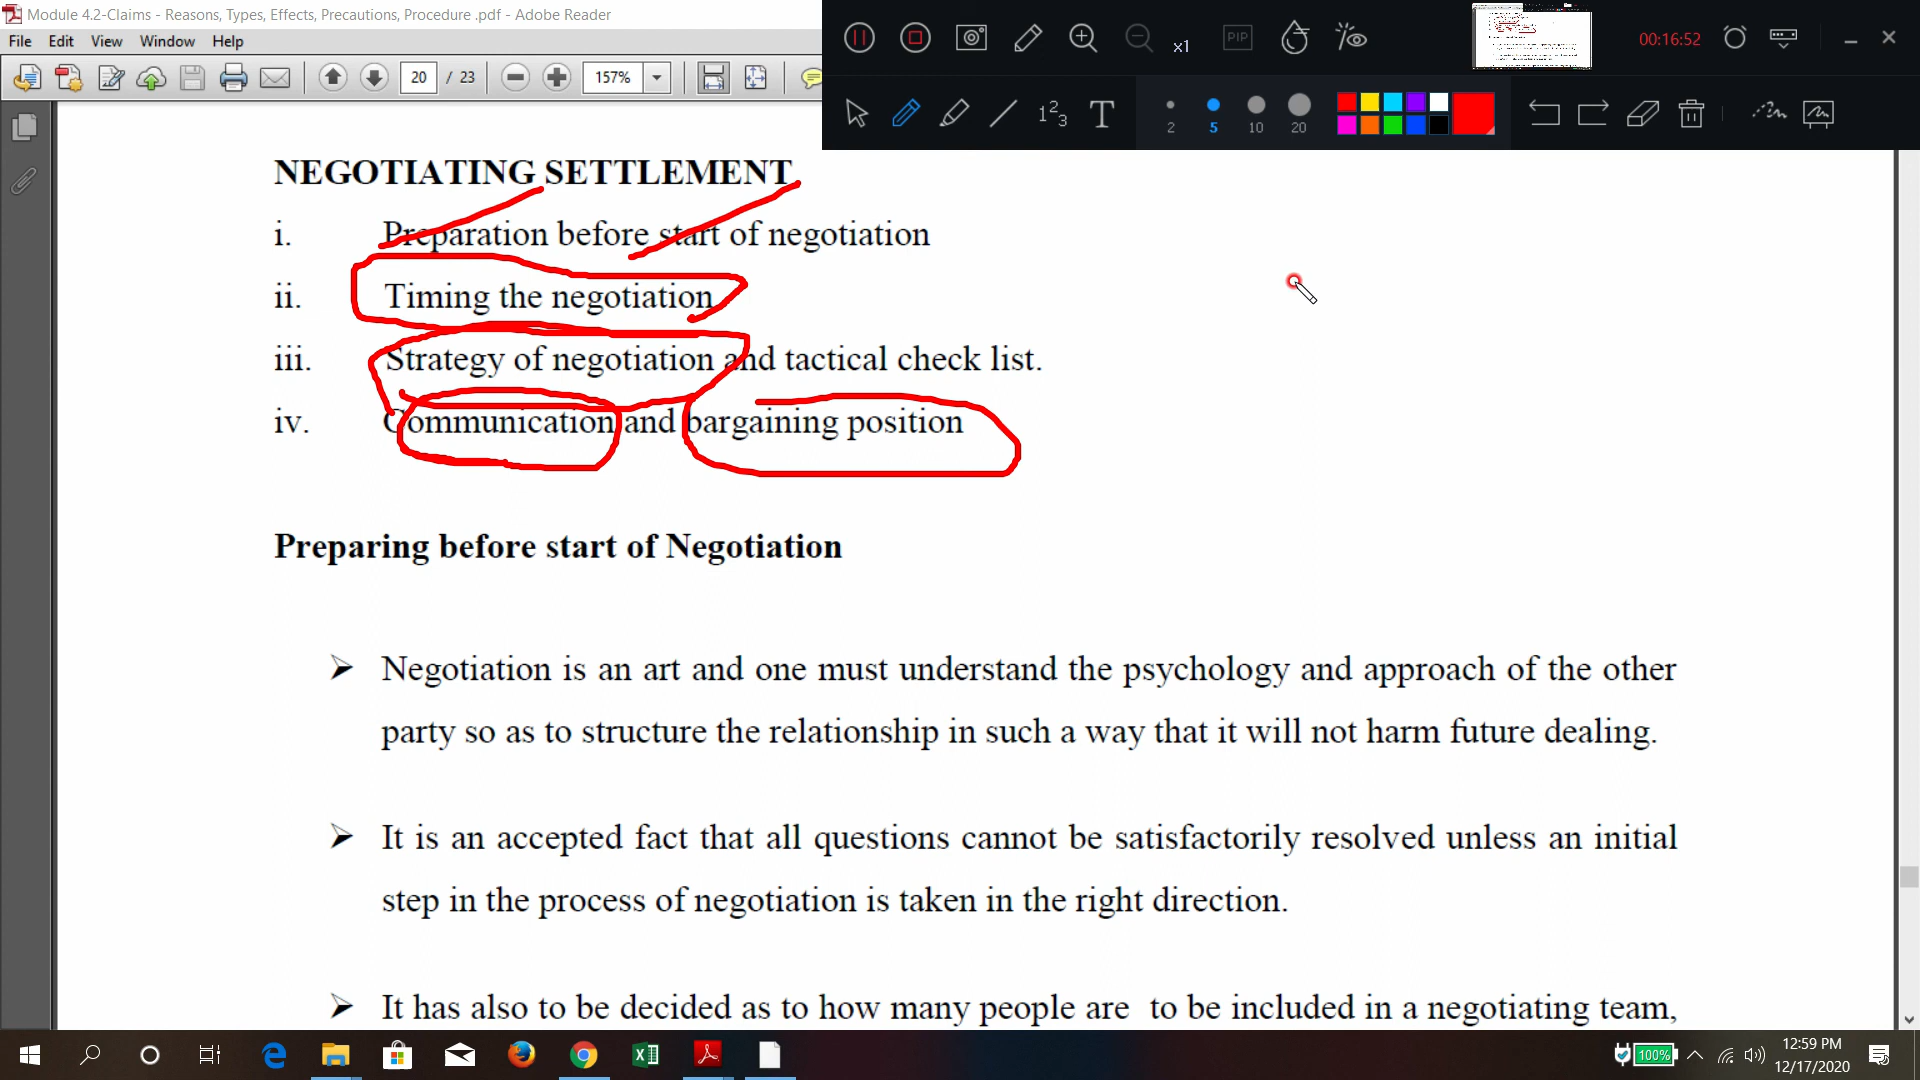 Module 4.2-Claims - Reasons, Types, Effects, Precautions, Procedure .pdf - Adobe Reader
File Edit View Window Help
20 / 23 157%
x1 PIP 00:16:52
1 2 3 T 2 5 10 20
NEGOTIATING SETTLEMENT
i. Preparation before start of negotiation
ii. Timing the negotiation
iii. Strategy of negotiation and tactical check list.
iv. Communication and bargaining position
Preparing before start of Negotiation
➢ Negotiation is an art and one must understand the psychology and approach of the other
party so as to structure the relationship in such a way that it will not harm future dealing.
➢ It is an accepted fact that all questions cannot be satisfactorily resolved unless an initial
step in the process of negotiation is taken in the right direction.
➢ It has also to be decided as to how many people are to be included in a negotiating team,
100%
12:59 PM
12/17/2020